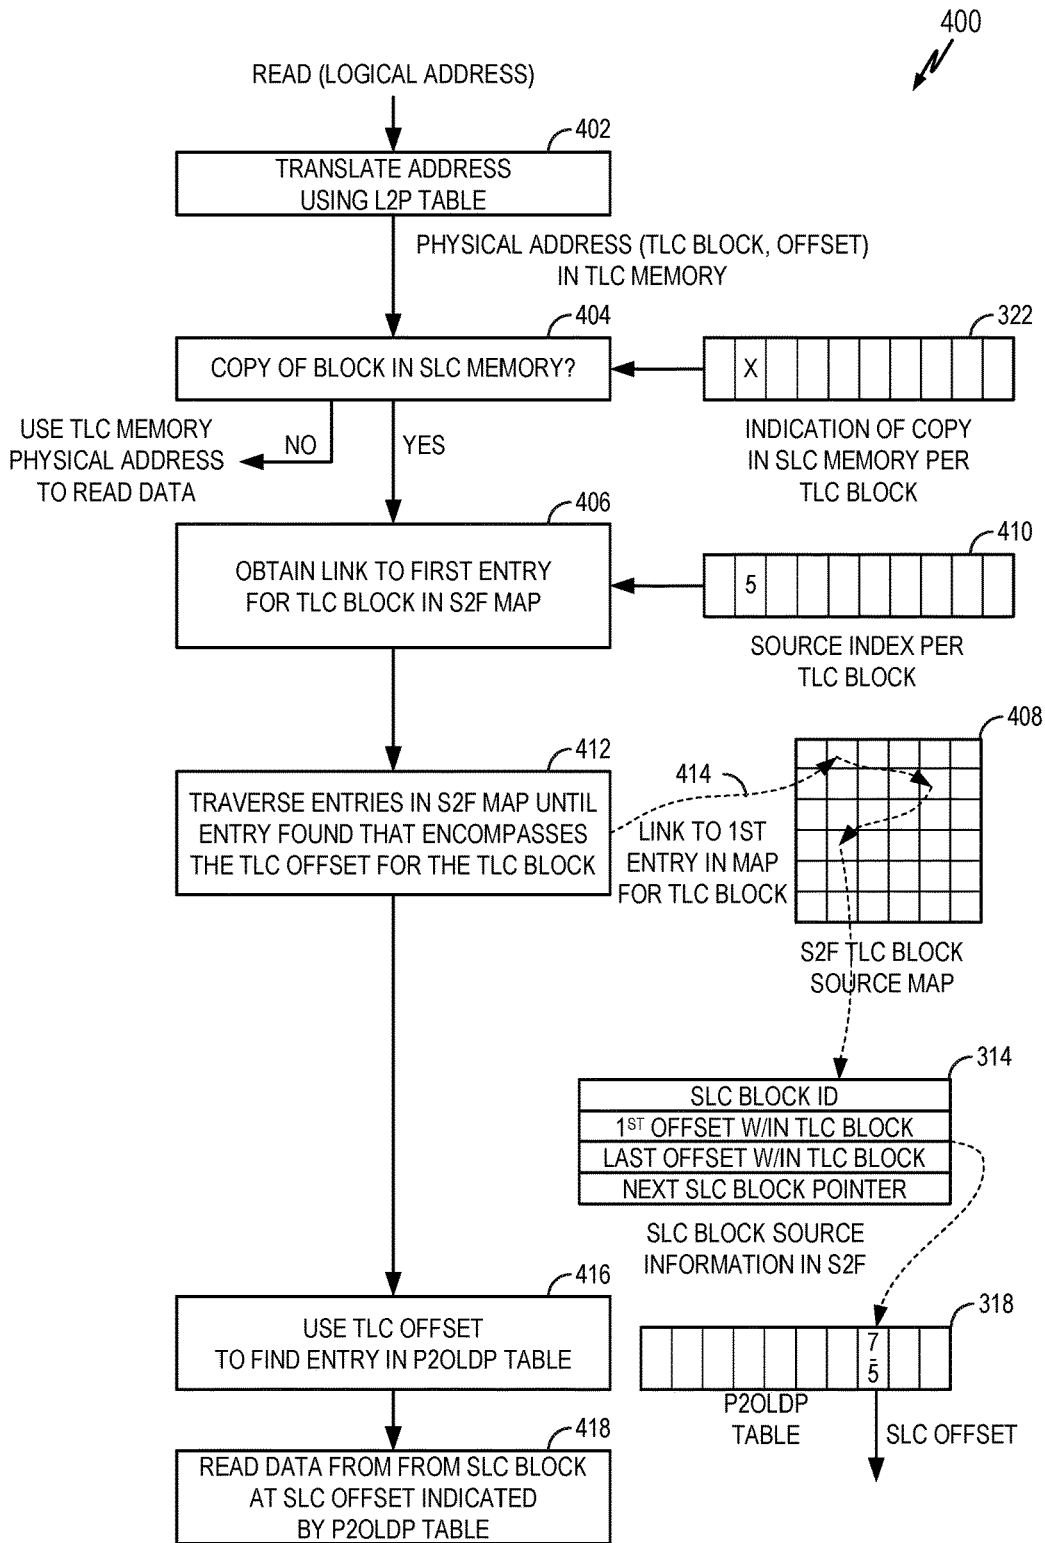 400
READ (LOGICAL ADDRESS)
402
TRANSLATE ADDRESS
USING L2P TABLE
PHYSICAL ADDRESS (TLC BLOCK, OFFSET)
IN TLC MEMORY
404
COPY OF BLOCK IN SLC MEMORY?
322
X
INDICATION OF COPY
IN SLC MEMORY PER
TLC BLOCK
USE TLC MEMORY
PHYSICAL ADDRESS
TO READ DATA
NO
YES
406
OBTAIN LINK TO FIRST ENTRY
FOR TLC BLOCK IN S2F MAP
410
5
SOURCE INDEX PER
TLC BLOCK
408
412
TRAVERSE ENTRIES IN S2F MAP UNTIL
ENTRY FOUND THAT ENCOMPASSES
THE TLC OFFSET FOR THE TLC BLOCK
414
LINK TO 1ST
ENTRY IN MAP
FOR TLC BLOCK
S2F TLC BLOCK
SOURCE MAP
314
SLC BLOCK ID
1ST OFFSET W/IN TLC BLOCK
LAST OFFSET W/IN TLC BLOCK
NEXT SLC BLOCK POINTER
SLC BLOCK SOURCE
INFORMATION IN S2F
416
USE TLC OFFSET
TO FIND ENTRY IN P2OLDP TABLE
318
7
-
5
P2OLDP
TABLE
SLC OFFSET
418
READ DATA FROM FROM SLC BLOCK
AT SLC OFFSET INDICATED
BY P2OLDP TABLE